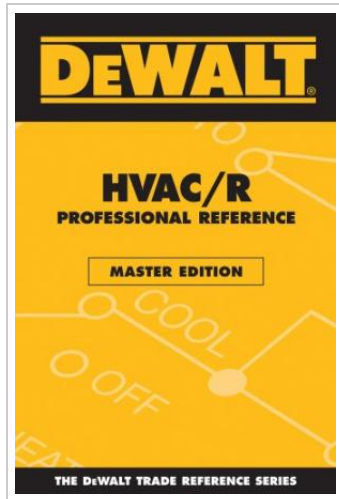 DEWALT®
HVAC/R
PROFESSIONAL REFERENCE
MASTER EDITION
COOL
OFF
THE DEWALT TRADE REFERENCE SERIES